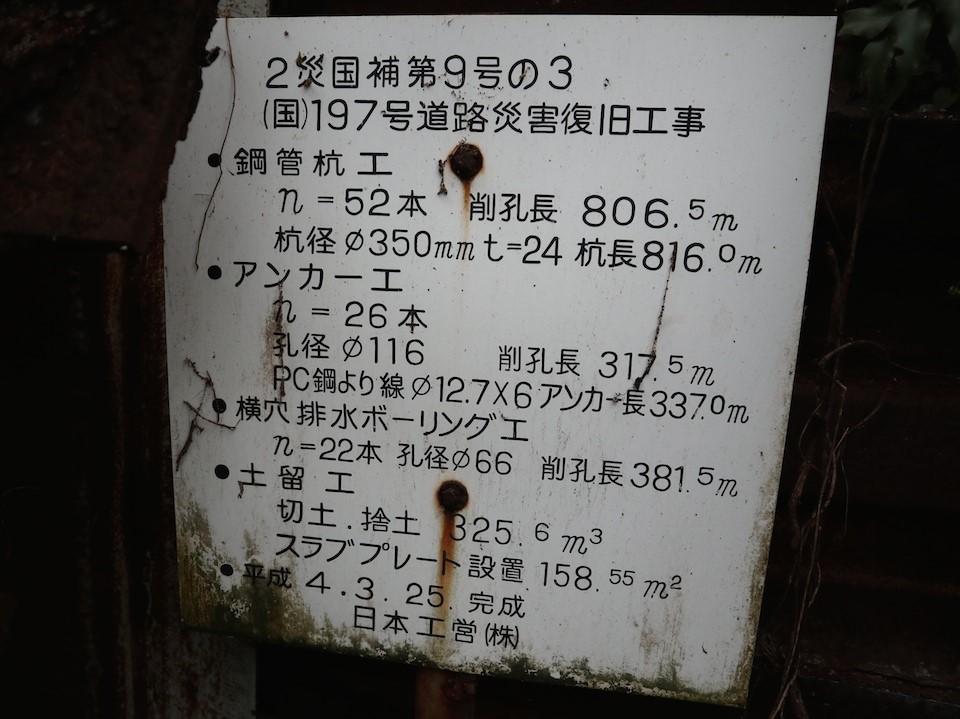 2災国補第9号の3
(国)197号道路災害復旧工事
●鋼管杭工
n=52本 削孔長 806.5m
杭径φ350mm t=24 杭長816.0m
●アンカー工
n=26本
孔径φ116 削孔長 317.5m
PC鋼より線φ12.7×6アンカー長337.0m
●横穴排水ボーリング工
n=22本 孔径φ66 削孔長381.5m
●土留工
切土.捨土 325.6m³
スラブプレート設置 158.55m²
●平成4.3.25.完成
日本工営(株)